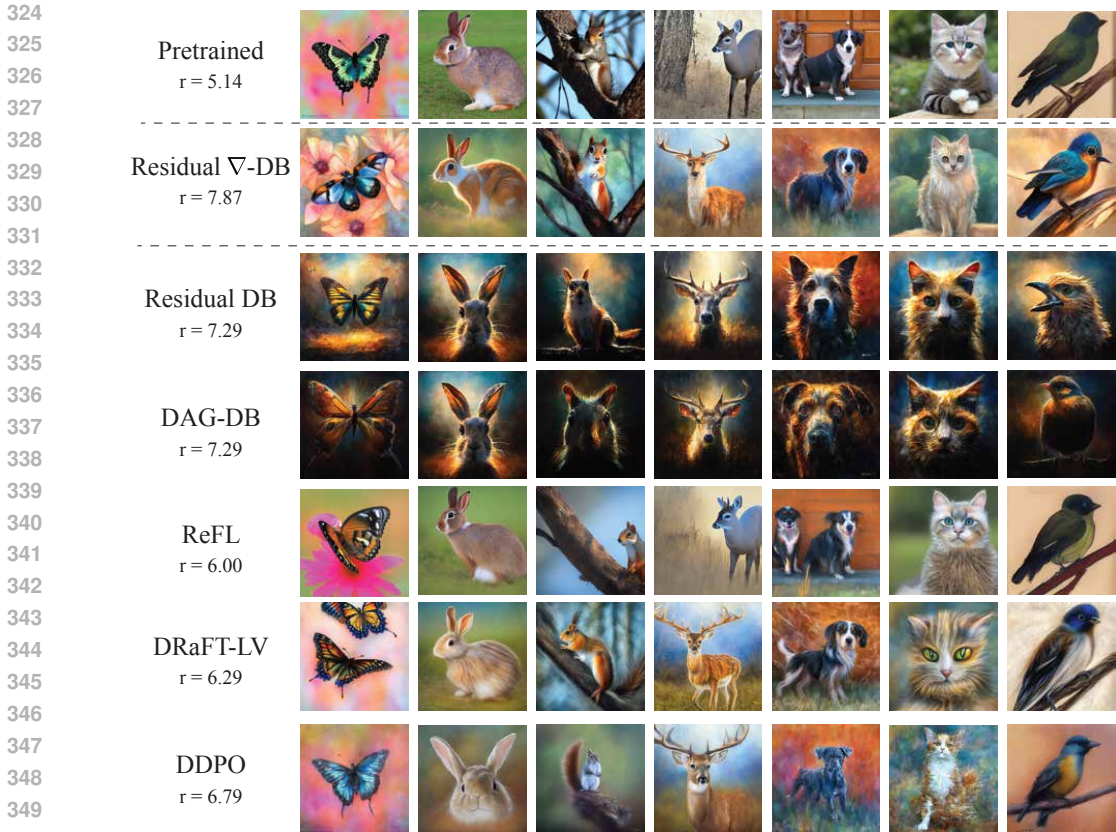 324
325
326
327
328
329
330
331
332
333
334
335
336
337
338
339
340
341
342
343
344
345
346
347
348
349
Pretrained
r = 5.14
Residual ∇-DB
r = 7.87
Residual DB
r = 7.29
DAG-DB
r = 7.29
ReFL
r = 6.00
DRaFT-LV
r = 6.29
DDPO
r = 6.79